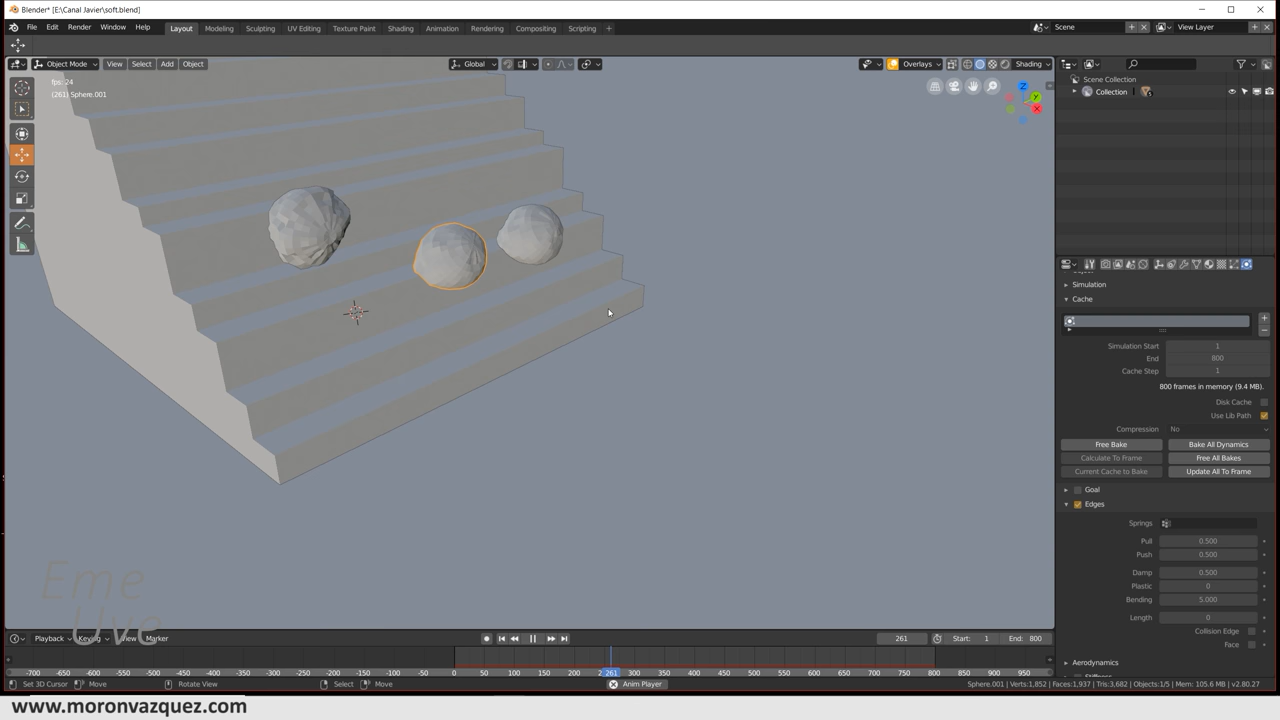 Blender* [E:\Canal Javier\soft.blend]
File Edit Render Window Help Layout Modeling Sculpting UV Editing Texture Paint Shading Animation Rendering Compositing Scripting Scene View Layer
Object Mode View Select Add Object Global Overlays Shading
fps: 24
(261) Sphere.001
Scene Collection
Collection
Simulation
Cache
Simulation Start 1
End 800
Cache Step 1
800 frames in memory (9.4 MB).
Disk Cache
Use Lib Path
Compression No
Free Bake Bake All Dynamics
Calculate To Frame Free All Bakes
Current Cache to Bake Update All To Frame
Goal
Edges
Springs
Pull 0.500
Push 0.500
Damp 0.500
Plastic 0
Bending 5.000
Length 0
Collision Edge
Face
Aerodynamics
Eme
Uve
Playback Keying View Marker 261 Start: 1 End: 800
-700 -650 -600 -550 -500 -450 -400 -350 -300 -250 -200 -150 -100 -50 0 50 100 150 261 300 350 400 450 500 550 600 650 700 750 800 850 900
Set 3D Cursor Move Rotate View Select Move Anim Player Sphere.001 | Verts:1,852 | Faces:1,937 | Tris:3,682 | Objects:1/5 | Mem: 105.6 MB | v2.80.27
www.moronvazquez.com